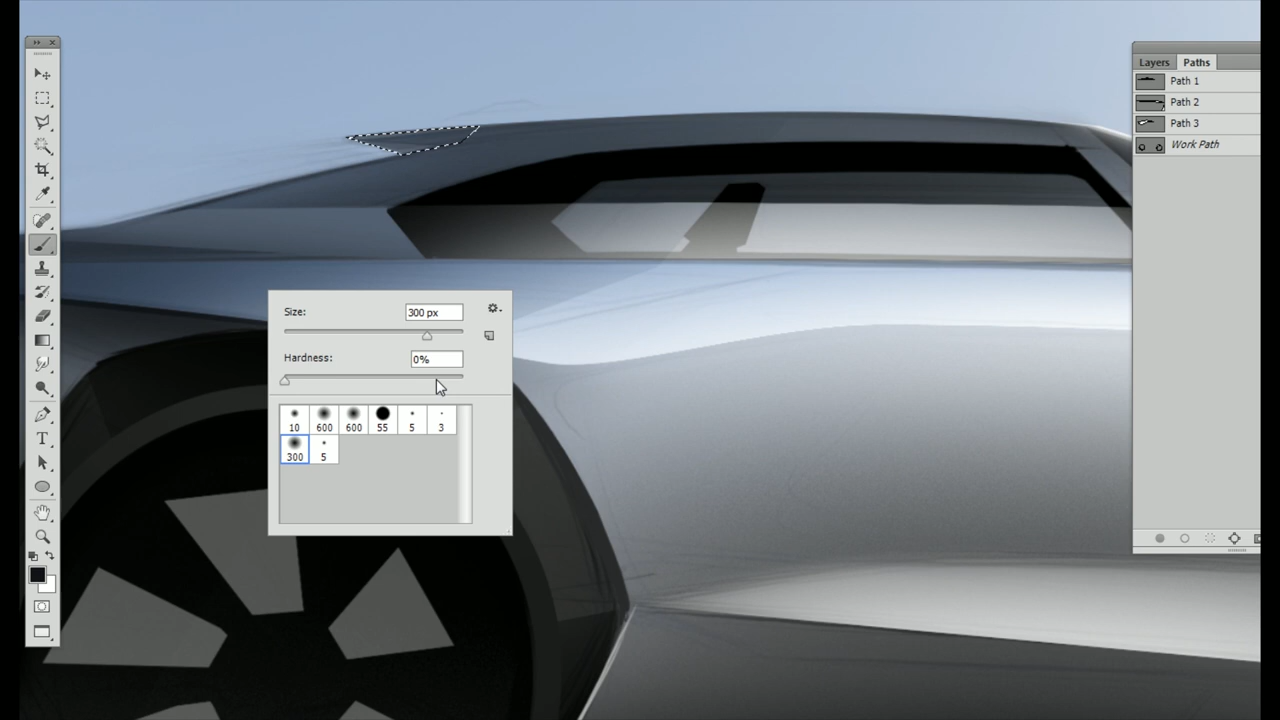 Layers Paths
Path 1
Path 2
Path 3
Work Path
Size: 300 px
Hardness: 0%
10 600 600 55 5 3
300 5
T